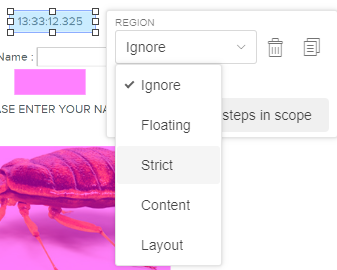 13:33:12.325
REGION
Ignore
Name :
Ignore
Floating
ASE ENTER YOUR NA
steps in scope
Strict
Content
Layout